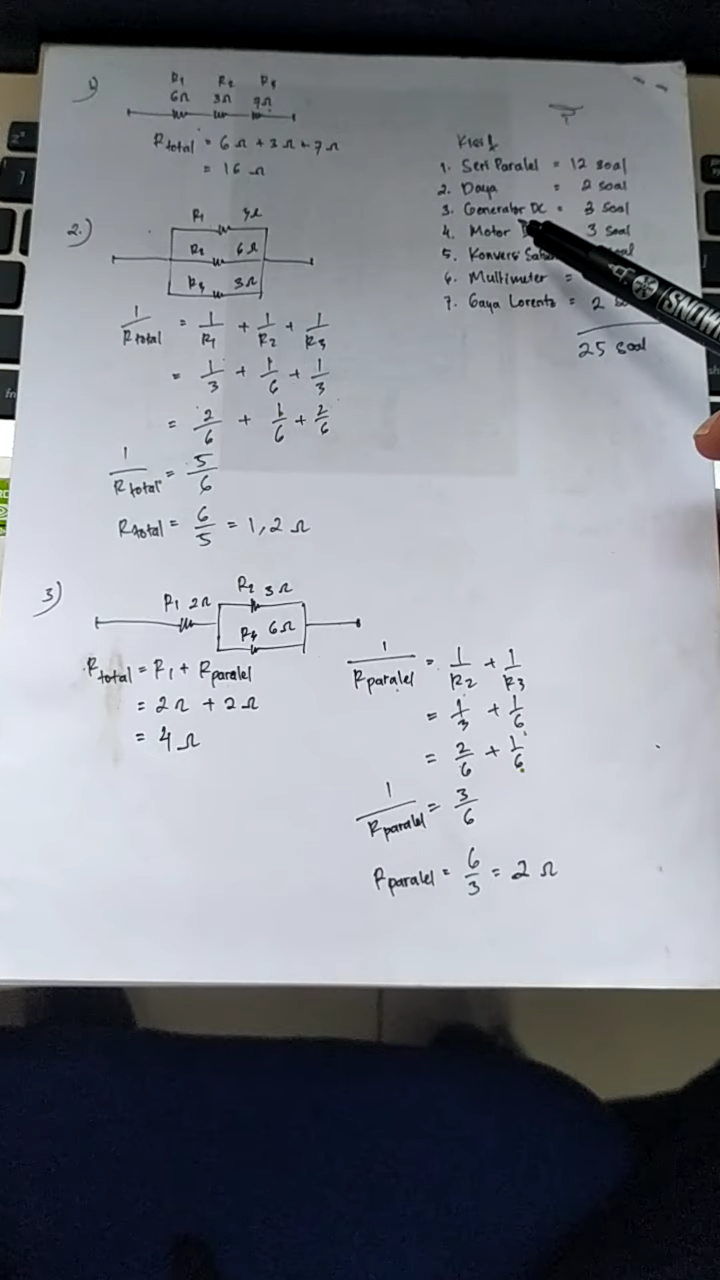 1)
R1 R2 R3
6Ω 3Ω 7Ω
Rtotal = 6Ω + 3Ω + 7Ω
= 16 Ω
2.)
R1
R2 6Ω
R3 3Ω
1/Rtotal = 1/R1 + 1/R2 + 1/R3
= 1/3 + 1/6 + 1/3
= 2/6 + 1/6 + 2/6
1/Rtotal = 5/6
Rtotal = 6/5 = 1,2 Ω
3)
R1 2Ω
R2 3Ω
R3 6Ω
Rtotal = R1 + Rparalel
= 2Ω + 2Ω
= 4 Ω
1/Rparalel = 1/R2 + 1/R3
= 1/3 + 1/6
= 2/6 + 1/6
1/Rparalel = 3/6
Rparalel = 6/3 = 2 Ω
1. Seri Paralel = 12 soal
2. Daya = 2 soal
3. Generator DC = 3 soal
4. Motor 3 soal
5. Konvers
6. Multimeter =
7. Gaya Lorentz = 2
25 soal
SNOWM
fn